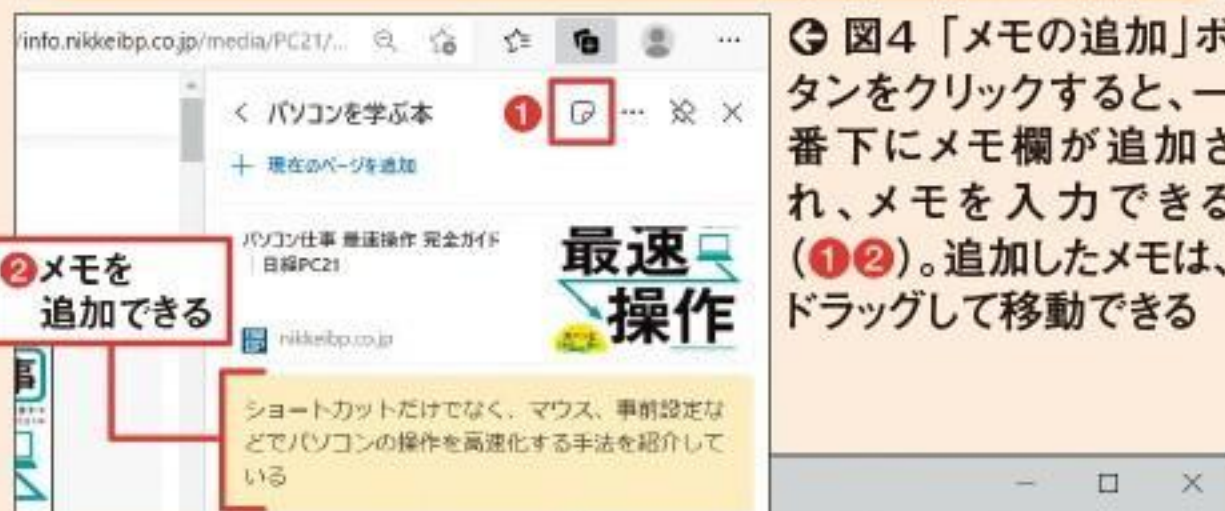 /info.nikkeibp.co.jp/media/PC21/...
パソコンを学ぶ本
❶
＋ 現在のページを追加
パソコン仕事 最速操作 完全ガイド
| 日経PC21
最速
操作
nikkeibp.co.jp
❷メモを
追加できる
事
ショートカットだけでなく、マウス、事前設定な
どでパソコンの操作を高速化する手法を紹介して
いる
図4 「メモの追加」ボ
タンをクリックすると、一
番下にメモ欄が追加さ
れ、メモを入力できる
（❶❷）。追加したメモは、
ドラッグして移動できる